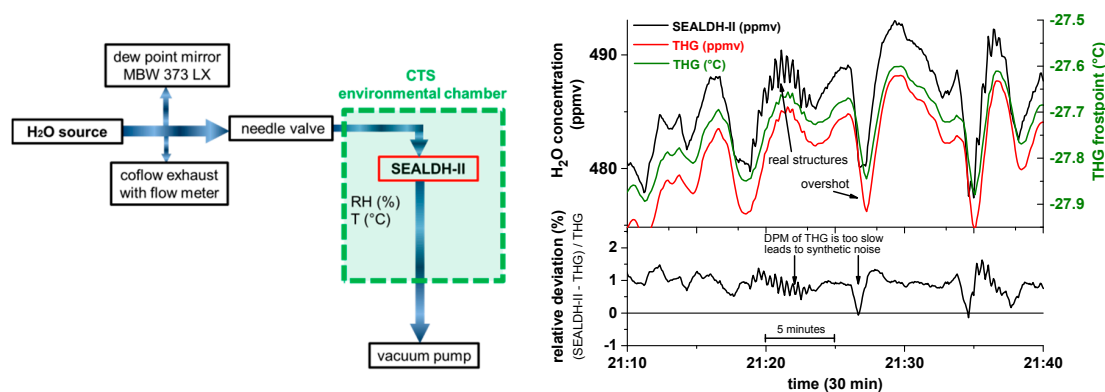 dew point mirror
MBW 373 LX
H2O source
needle valve
coflow exhaust
with flow meter
CTS
environmental chamber
SEALDH-II
RH (%)
T (°C)
vacuum pump
SEALDH-II (ppmv)
THG (ppmv)
THG (°C)
H2O concentration
(ppmv)
490
480
real structures
overshot
-27.5
-27.6
-27.7
-27.8
-27.9
THG frostpoint (°C)
relative deviation (%)
(SEALDH-II - THG) / THG
2
1
0
-1
DPM of THG is too slow
leads to synthetic noise
5 minutes
21:10
21:20
21:30
21:40
time (30 min)